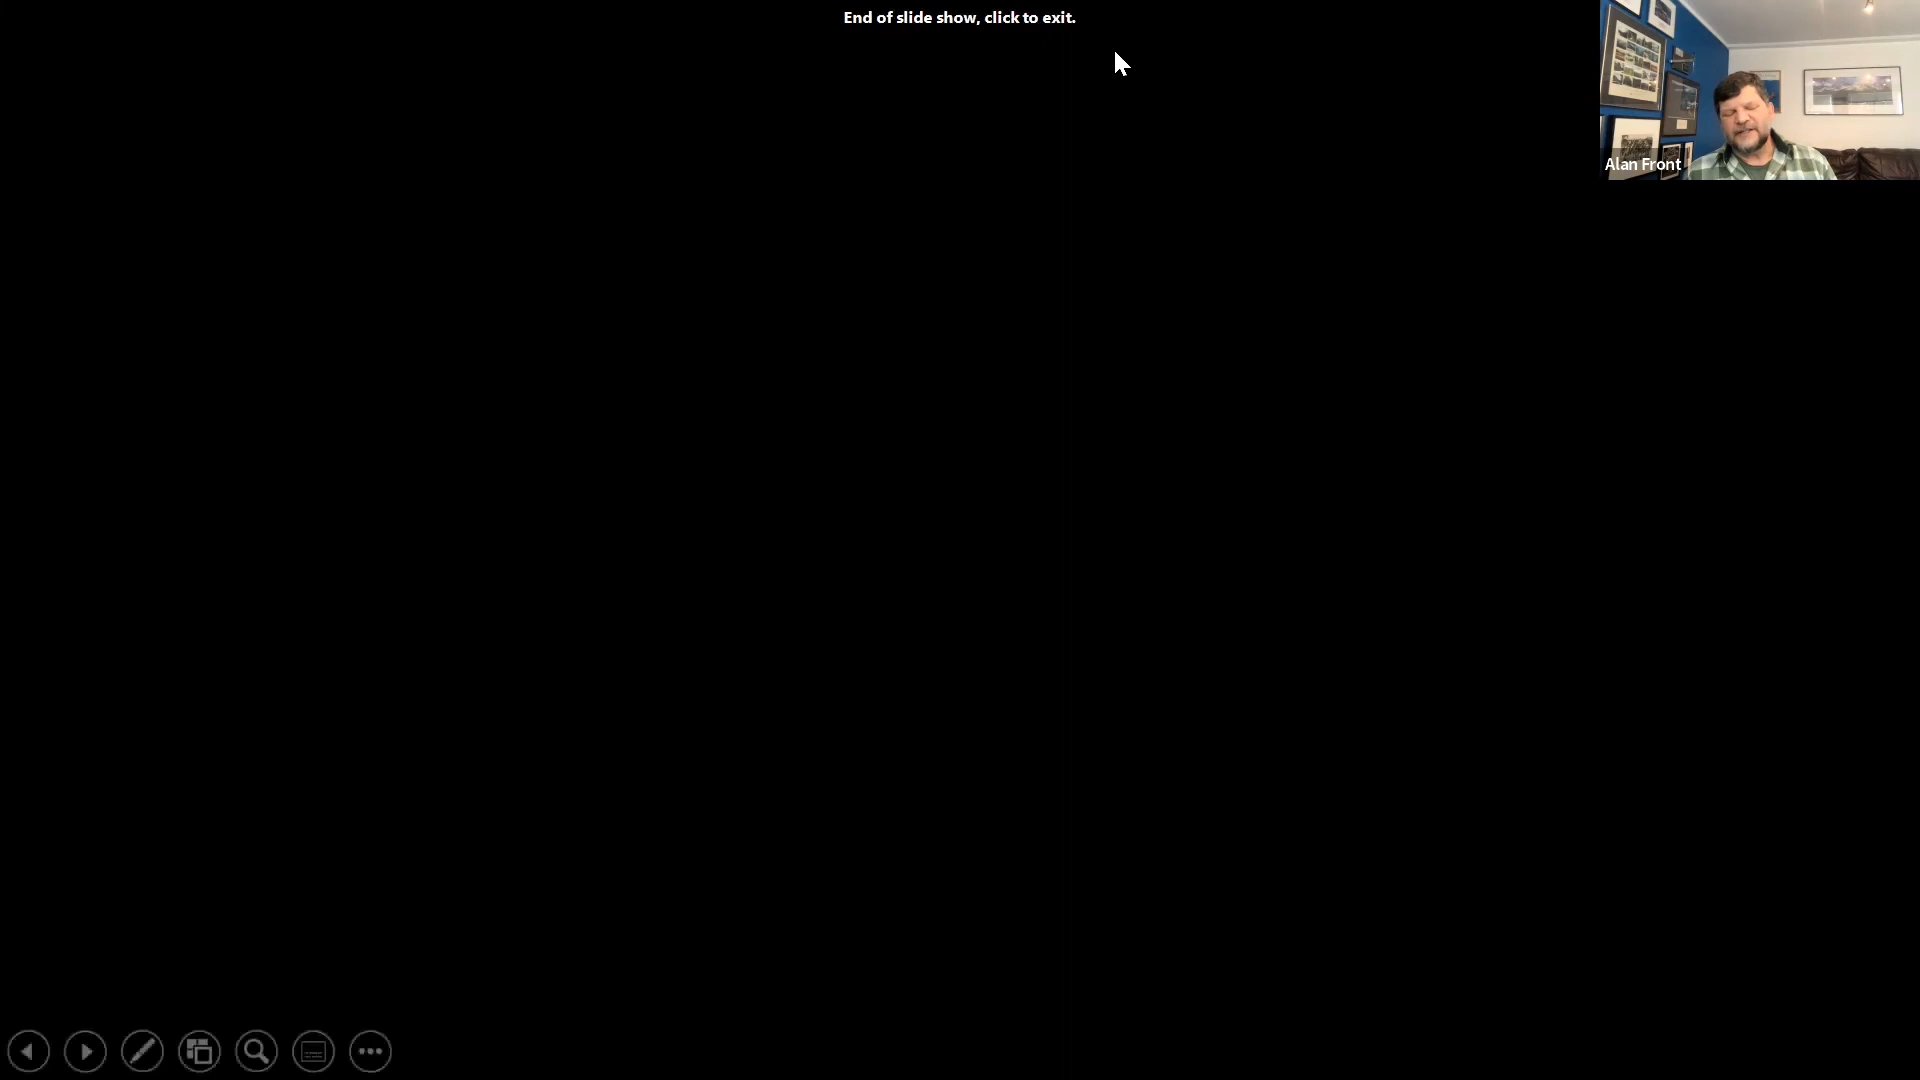 End of slide show, click to exit.
Alan Front